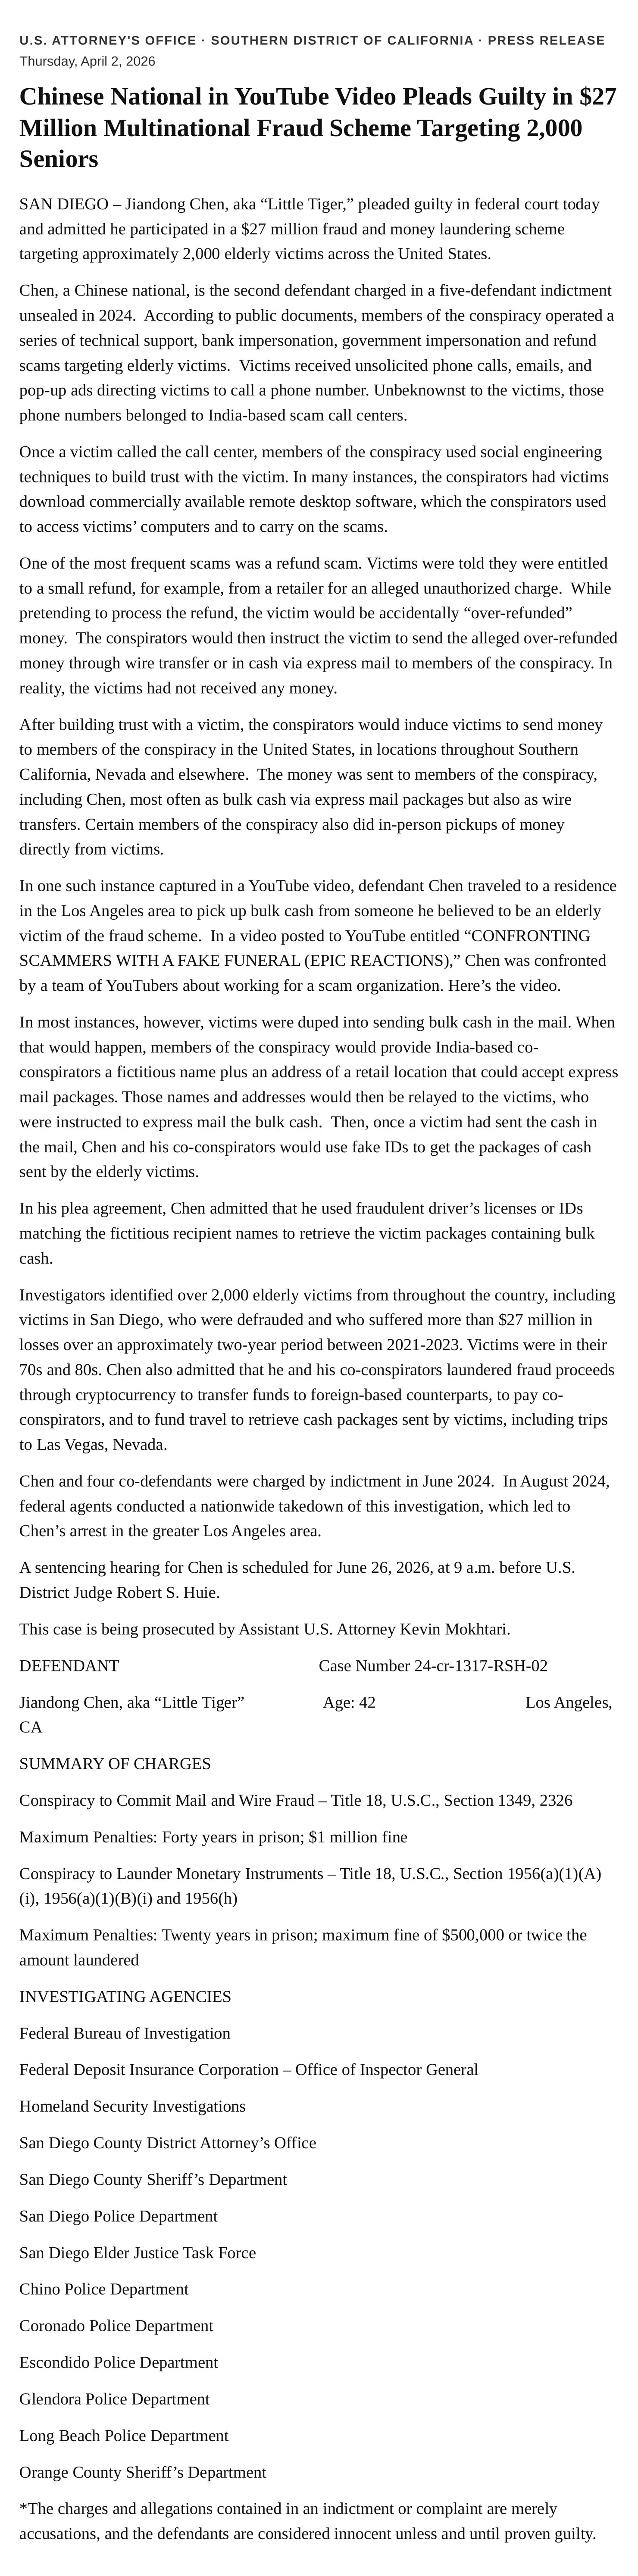 U.S. ATTORNEY'S OFFICE · SOUTHERN DISTRICT OF CALIFORNIA · PRESS RELEASE
Thursday, April 2, 2026
Chinese National in YouTube Video Pleads Guilty in $27
Million Multinational Fraud Scheme Targeting 2,000
Seniors
SAN DIEGO – Jiandong Chen, aka “Little Tiger,” pleaded guilty in federal court today
and admitted he participated in a $27 million fraud and money laundering scheme
targeting approximately 2,000 elderly victims across the United States.
Chen, a Chinese national, is the second defendant charged in a five-defendant indictment
unsealed in 2024.  According to public documents, members of the conspiracy operated a
series of technical support, bank impersonation, government impersonation and refund
scams targeting elderly victims.  Victims received unsolicited phone calls, emails, and
pop-up ads directing victims to call a phone number. Unbeknownst to the victims, those
phone numbers belonged to India-based scam call centers.
Once a victim called the call center, members of the conspiracy used social engineering
techniques to build trust with the victim. In many instances, the conspirators had victims
download commercially available remote desktop software, which the conspirators used
to access victims’ computers and to carry on the scams.
One of the most frequent scams was a refund scam. Victims were told they were entitled
to a small refund, for example, from a retailer for an alleged unauthorized charge.  While
pretending to process the refund, the victim would be accidentally “over-refunded”
money.  The conspirators would then instruct the victim to send the alleged over-refunded
money through wire transfer or in cash via express mail to members of the conspiracy. In
reality, the victims had not received any money.
After building trust with a victim, the conspirators would induce victims to send money
to members of the conspiracy in the United States, in locations throughout Southern
California, Nevada and elsewhere.  The money was sent to members of the conspiracy,
including Chen, most often as bulk cash via express mail packages but also as wire
transfers. Certain members of the conspiracy also did in-person pickups of money
directly from victims.
In one such instance captured in a YouTube video, defendant Chen traveled to a residence
in the Los Angeles area to pick up bulk cash from someone he believed to be an elderly
victim of the fraud scheme.  In a video posted to YouTube entitled “CONFRONTING
SCAMMERS WITH A FAKE FUNERAL (EPIC REACTIONS),” Chen was confronted
by a team of YouTubers about working for a scam organization. Here’s the video.
In most instances, however, victims were duped into sending bulk cash in the mail. When
that would happen, members of the conspiracy would provide India-based co-
conspirators a fictitious name plus an address of a retail location that could accept express
mail packages. Those names and addresses would then be relayed to the victims, who
were instructed to express mail the bulk cash.  Then, once a victim had sent the cash in
the mail, Chen and his co-conspirators would use fake IDs to get the packages of cash
sent by the elderly victims.
In his plea agreement, Chen admitted that he used fraudulent driver’s licenses or IDs
matching the fictitious recipient names to retrieve the victim packages containing bulk
cash.
Investigators identified over 2,000 elderly victims from throughout the country, including
victims in San Diego, who were defrauded and who suffered more than $27 million in
losses over an approximately two-year period between 2021-2023. Victims were in their
70s and 80s. Chen also admitted that he and his co-conspirators laundered fraud proceeds
through cryptocurrency to transfer funds to foreign-based counterparts, to pay co-
conspirators, and to fund travel to retrieve cash packages sent by victims, including trips
to Las Vegas, Nevada.
Chen and four co-defendants were charged by indictment in June 2024.  In August 2024,
federal agents conducted a nationwide takedown of this investigation, which led to
Chen’s arrest in the greater Los Angeles area.
A sentencing hearing for Chen is scheduled for June 26, 2026, at 9 a.m. before U.S.
District Judge Robert S. Huie.
This case is being prosecuted by Assistant U.S. Attorney Kevin Mokhtari.
DEFENDANT Case Number 24-cr-1317-RSH-02
Jiandong Chen, aka “Little Tiger” Age: 42 Los Angeles,
CA
SUMMARY OF CHARGES
Conspiracy to Commit Mail and Wire Fraud – Title 18, U.S.C., Section 1349, 2326
Maximum Penalties: Forty years in prison; $1 million fine
Conspiracy to Launder Monetary Instruments – Title 18, U.S.C., Section 1956(a)(1)(A)
(i), 1956(a)(1)(B)(i) and 1956(h)
Maximum Penalties: Twenty years in prison; maximum fine of $500,000 or twice the
amount laundered
INVESTIGATING AGENCIES
Federal Bureau of Investigation
Federal Deposit Insurance Corporation – Office of Inspector General
Homeland Security Investigations
San Diego County District Attorney’s Office
San Diego County Sheriff’s Department
San Diego Police Department
San Diego Elder Justice Task Force
Chino Police Department
Coronado Police Department
Escondido Police Department
Glendora Police Department
Long Beach Police Department
Orange County Sheriff’s Department
*The charges and allegations contained in an indictment or complaint are merely
accusations, and the defendants are considered innocent unless and until proven guilty.